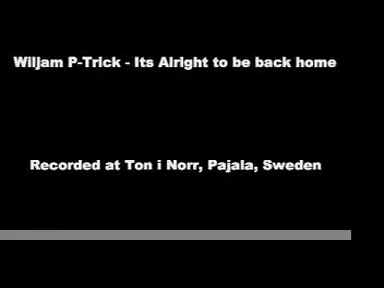 Wiljam P-Trick - Its Alright to be back home
Recorded at Ton i Norr, Pajala, Sweden